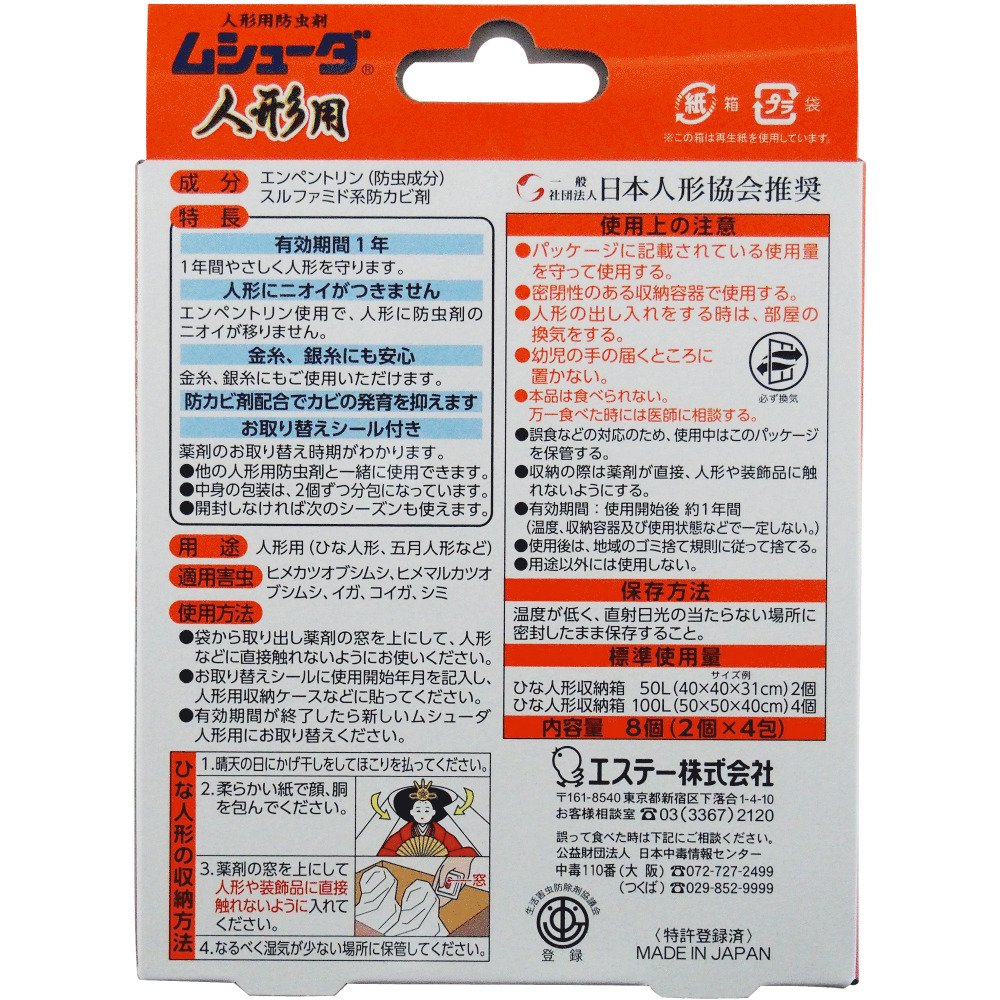 人形用防虫剤
ムシューダ®
人形用
紙 箱
プラ 袋
※この箱は再生紙を使用しています。
成分
エンペントリン(防虫成分)
スルファミド系防カビ剤
特長
有効期間1年
1年間やさしく人形を守ります。
人形にニオイがつきません
エンペントリン使用で、人形に防虫剤の
ニオイが移りません。
金糸、銀糸にも安心
金糸、銀糸にもご使用いただけます。
防カビ剤配合でカビの発育を抑えます
お取り替えシール付き
薬剤のお取り替え時期がわかります。
●他の人形用防虫剤と一緒に使用できます。
●中身の包装は、2個ずつ分包になっています。
●開封しなければ次のシーズンも使えます。
用途
人形用(ひな人形、五月人形など)
適用害虫
ヒメカツオブシムシ、ヒメマルカツオ
ブシムシ、イガ、コイガ、シミ
使用方法
●袋から取り出し薬剤の窓を上にして、人形
などに直接触れないようにお使いください。
●お取り替えシールに使用開始年月を記入し、
人形用収納ケースなどに貼ってください。
●有効期間が終了したら新しいムシューダ
人形用にお取り替えください。
ひな人形の収納方法
1.晴天の日にかげ干しをしてほこりを払ってください。
2.柔らかい紙で顔、胴
を包んでください。
3.薬剤の窓を上にして
人形や装飾品に直接
触れないように入れて
ください。
窓
4.なるべく湿気が少ない場所に保管してください。
一般
社団法人 日本人形協会推奨
使用上の注意
●パッケージに記載されている使用量
を守って使用する。
●密閉性のある収納容器で使用する。
●人形の出し入れをする時は、部屋の
換気をする。
●幼児の手の届くところに
置かない。
必ず換気
●本品は食べられない。
万一食べた時には医師に相談する。
●誤食などの対応のため、使用中はこのパッケージ
を保管する。
●収納の際は薬剤が直接、人形や装飾品に触
れないようにする。
●有効期間:使用開始後 約1年間
(温度、収納容器及び使用状態などで一定しない。)
●使用後は、地域のゴミ捨て規則に従って捨てる。
●用途以外には使用しない。
保存方法
温度が低く、直射日光の当たらない場所に
密封したまま保存すること。
標準使用量
サイズ例
ひな人形収納箱 50L(40×40×31cm)2個
ひな人形収納箱 100L(50×50×40cm)4個
内容量 8個(2個×4包)
エステー株式会社
〒161-8540 東京都新宿区下落合1-4-10
お客様相談室 ☎03(3367)2120
誤って食べた時は下記にご相談ください。
公益財団法人 日本中毒情報センター
中毒110番(大阪)☎072-727-2499
(つくば)☎029-852-9999
生活害虫防除剤協議会
登録
〈特許登録済〉
MADE IN JAPAN